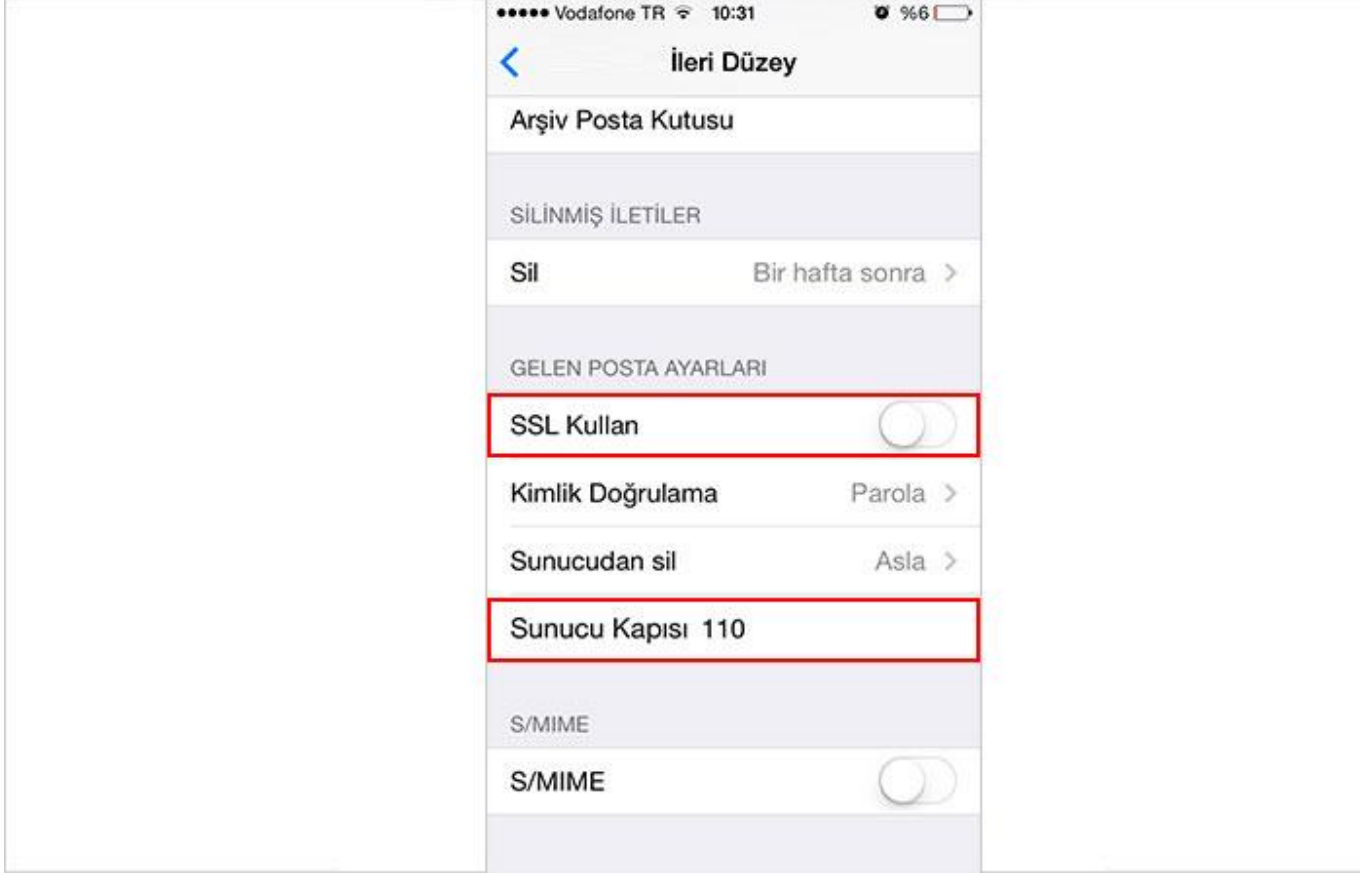 Vodafone TR 10:31 %6
İleri Düzey
Arşiv Posta Kutusu
SİLİNMİŞ İLETİLER
Sil Bir hafta sonra
GELEN POSTA AYARLARI
SSL Kullan
Kimlik Doğrulama Parola
Sunucudan sil Asla
Sunucu Kapısı 110
S/MIME
S/MIME